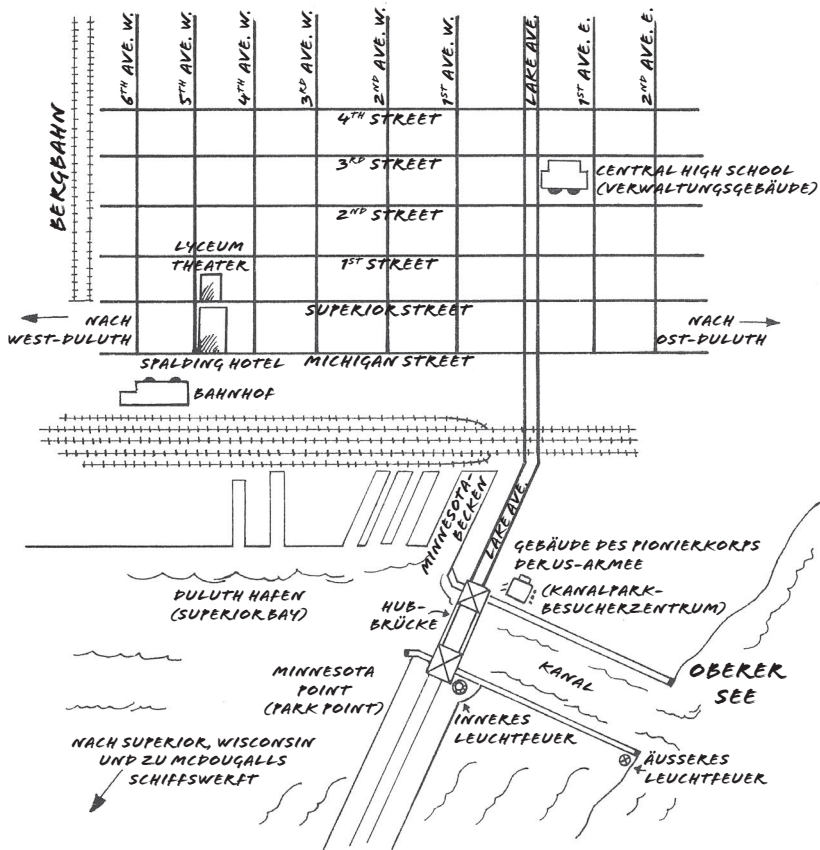 6TH AVE. W.
5TH AVE. W.
4TH AVE. W.
3RD AVE. W.
2ND AVE. W.
1ST AVE. W.
LAKE AVE.
1ST AVE. E.
2ND AVE. E.
BERGBAHN
4TH STREET
3RD STREET
CENTRAL HIGH SCHOOL
(VERWALTUNGSGEBÄUDE)
2ND STREET
LYCEUM
THEATER
1ST STREET
SUPERIOR STREET
NACH
WEST-DULUTH
NACH
OST-DULUTH
SPALDING HOTEL
MICHIGAN STREET
BAHNHOF
MINNESOTA-
BECKEN
LAKE AVE.
GEBÄUDE DES PIONIERKORPS
DER US-ARMEE
(KANALPARK-
BESUCHERZENTRUM)
DULUTH HAFEN
(SUPERIOR BAY)
HUB-
BRÜCKE
KANAL
OBERER
SEE
MINNESOTA
POINT
(PARK POINT)
INNERES
LEUCHTFEUER
NACH SUPERIOR, WISCONSIN
UND ZU MCDOUGALLS
SCHIFFSWERFT
ÄUSSERES
LEUCHTFEUER